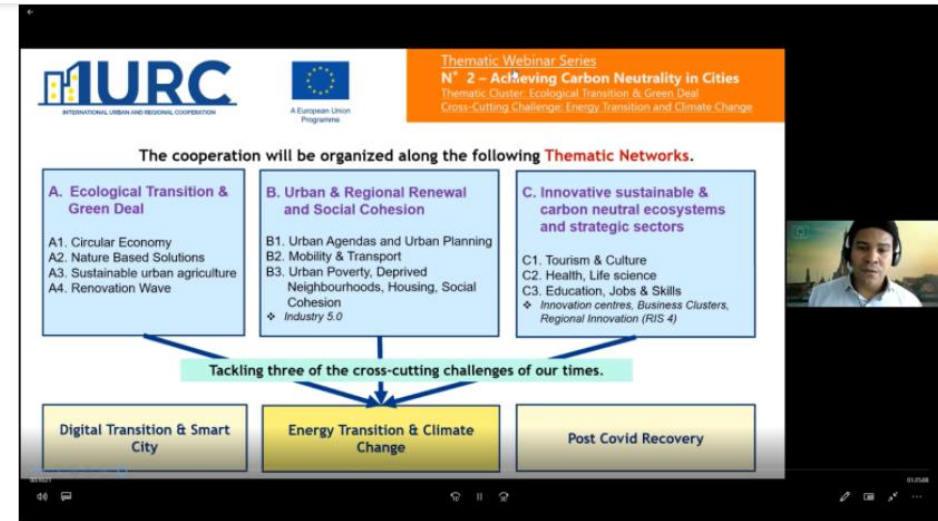 IURC
INTERNATIONAL URBAN AND REGIONAL COOPERATION
A European Union
Programme
Thematic Webinar Series
N° 2 – Achieving Carbon Neutrality in Cities
Thematic Cluster: Ecological Transition & Green Deal
Cross-Cutting Challenge: Energy Transition and Climate Change
The cooperation will be organized along the following Thematic Networks.
A. Ecological Transition &
Green Deal
A1. Circular Economy
A2. Nature Based Solutions
A3. Sustainable urban agriculture
A4. Renovation Wave
B. Urban & Regional Renewal
and Social Cohesion
B1. Urban Agendas and Urban Planning
B2. Mobility & Transport
B3. Urban Poverty, Deprived
Neighbourhoods, Housing, Social
Cohesion
❖ Industry 5.0
C. Innovative sustainable &
carbon neutral ecosystems
and strategic sectors
C1. Tourism & Culture
C2. Health, Life science
C3. Education, Jobs & Skills
❖ Innovation centres, Business Clusters,
Regional Innovation (RIS 4)
Tackling three of the cross-cutting challenges of our times.
Digital Transition & Smart
City
Energy Transition & Climate
Change
Post Covid Recovery